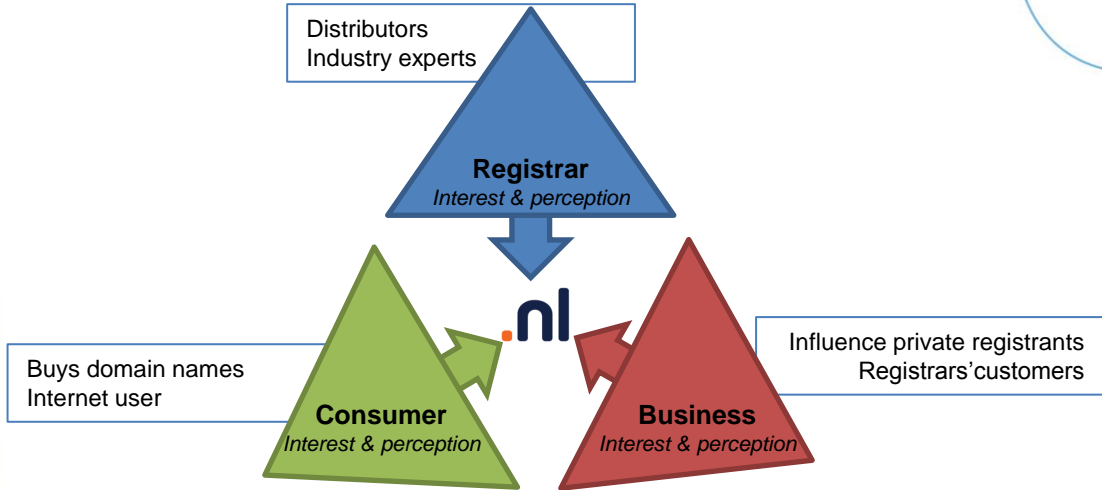 Distributors
Industry experts
Registrar
Interest & perception
.nl
Buys domain names
Internet user
Consumer
Interest & perception
Influence private registrants
Registrars'customers
Business
Interest & perception